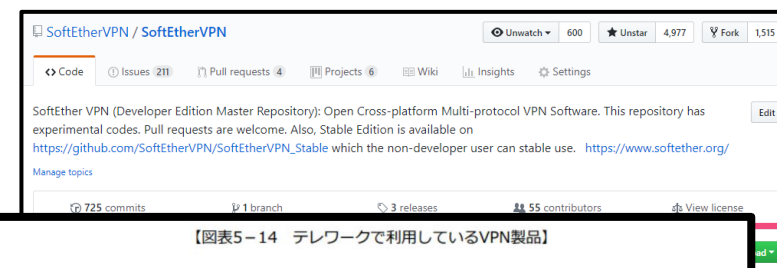 SoftEtherVPN / SoftEtherVPN
Unwatch 600 Unstar 4,977 Fork 1,515
Code Issues 211 Pull requests 4 Projects 6 Wiki Insights Settings
SoftEther VPN (Developer Edition Master Repository): Open Cross-platform Multi-protocol VPN Software. This repository has Edit
experimental codes. Pull requests are welcome. Also, Stable Edition is available on
https://github.com/SoftEtherVPN/SoftEtherVPN_Stable which the non-developer user can stable use. https://www.softether.org/
Manage topics
725 commits 1 branch 3 releases 55 contributors View license
【図表5－14 テレワークで利用しているVPN製品】